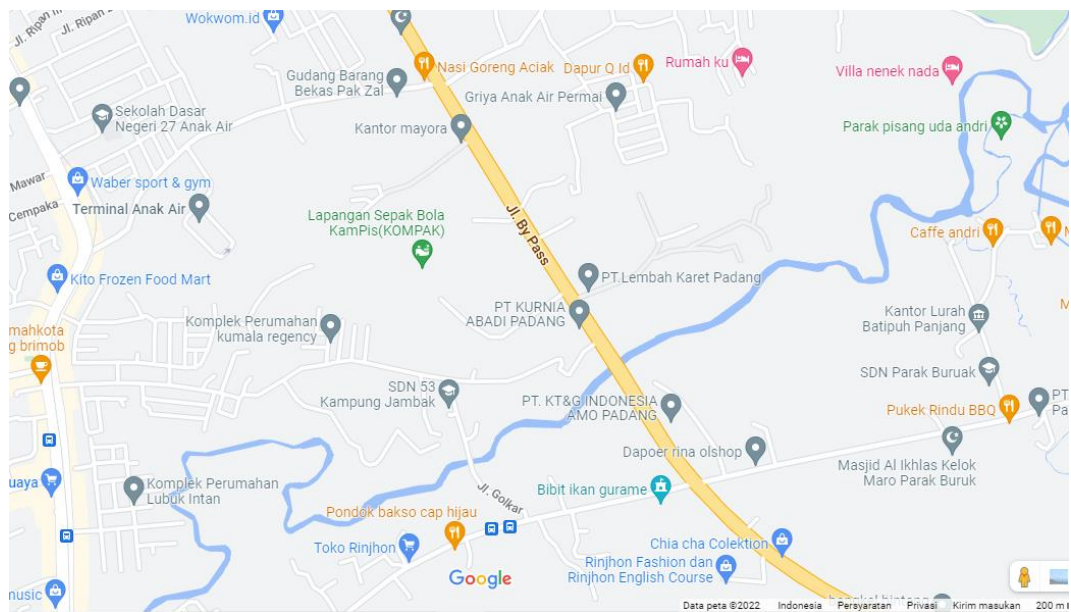 Wokwom.id
Jl. Ripan
Jl. Ripan
Nasi Goreng Aciak
Dapur Q Id
Rumah ku
Villa nenek nada
Gudang Barang
Bekas Pak Zal
Griya Anak Air Permai
Sekolah Dasar
Negeri 27 Anak Air
Kantor mayora
Parak pisang uda andri
Mawar
Waber sport & gym
Cempaka
Terminal Anak Air
Lapangan Sepak Bola
KamPis(KOMPAK)
Jl. By Pass
Caffe andri
Kito Frozen Food Mart
PT.Lembah Karet Padang
PT KURNIA
ABADI PADANG
Kantor Lurah
Batipuh Panjang
Komplek Perumahan
kumala regency
mahkota
g brimob
SDN 53
Kampung Jambak
SDN Parak Buruak
PT. KT&G INDONESIA
AMO PADANG
Pukek Rindu BBQ
PT
Pa
Dapoer rina olshop
Masjid Al Ikhlas Kelok
Maro Parak Buruk
uaya
Komplek Perumahan
Lubuk Intan
Jl. Golkar
Bibit ikan gurame
Pondok bakso cap hijau
Toko Rinjhon
Chia cha Colektion
Rinjhon Fashion dan
Rinjhon English Course
Google
music
Data peta ©2022 Indonesia Persyaratan Privasi Kirim masukan 200 m